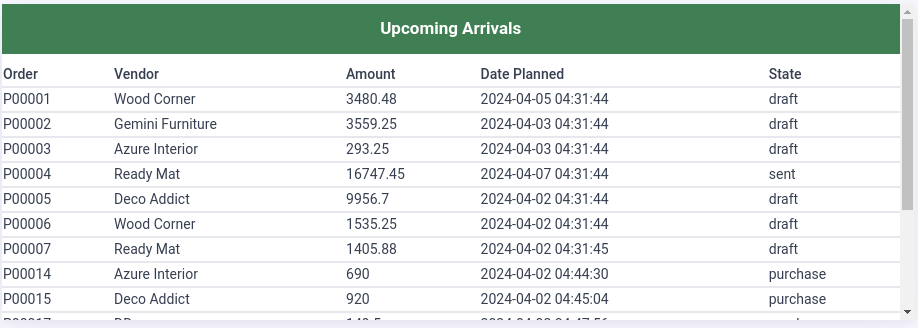 Upcoming Arrivals
Order Vendor Amount Date Planned State
P00001 Wood Corner 3480.48 2024-04-05 04:31:44 draft
P00002 Gemini Furniture 3559.25 2024-04-03 04:31:44 draft
P00003 Azure Interior 293.25 2024-04-03 04:31:44 draft
P00004 Ready Mat 16747.45 2024-04-07 04:31:44 sent
P00005 Deco Addict 9956.7 2024-04-02 04:31:44 draft
P00006 Wood Corner 1535.25 2024-04-02 04:31:44 draft
P00007 Ready Mat 1405.88 2024-04-02 04:31:45 draft
P00014 Azure Interior 690 2024-04-02 04:44:30 purchase
P00015 Deco Addict 920 2024-04-02 04:45:04 purchase